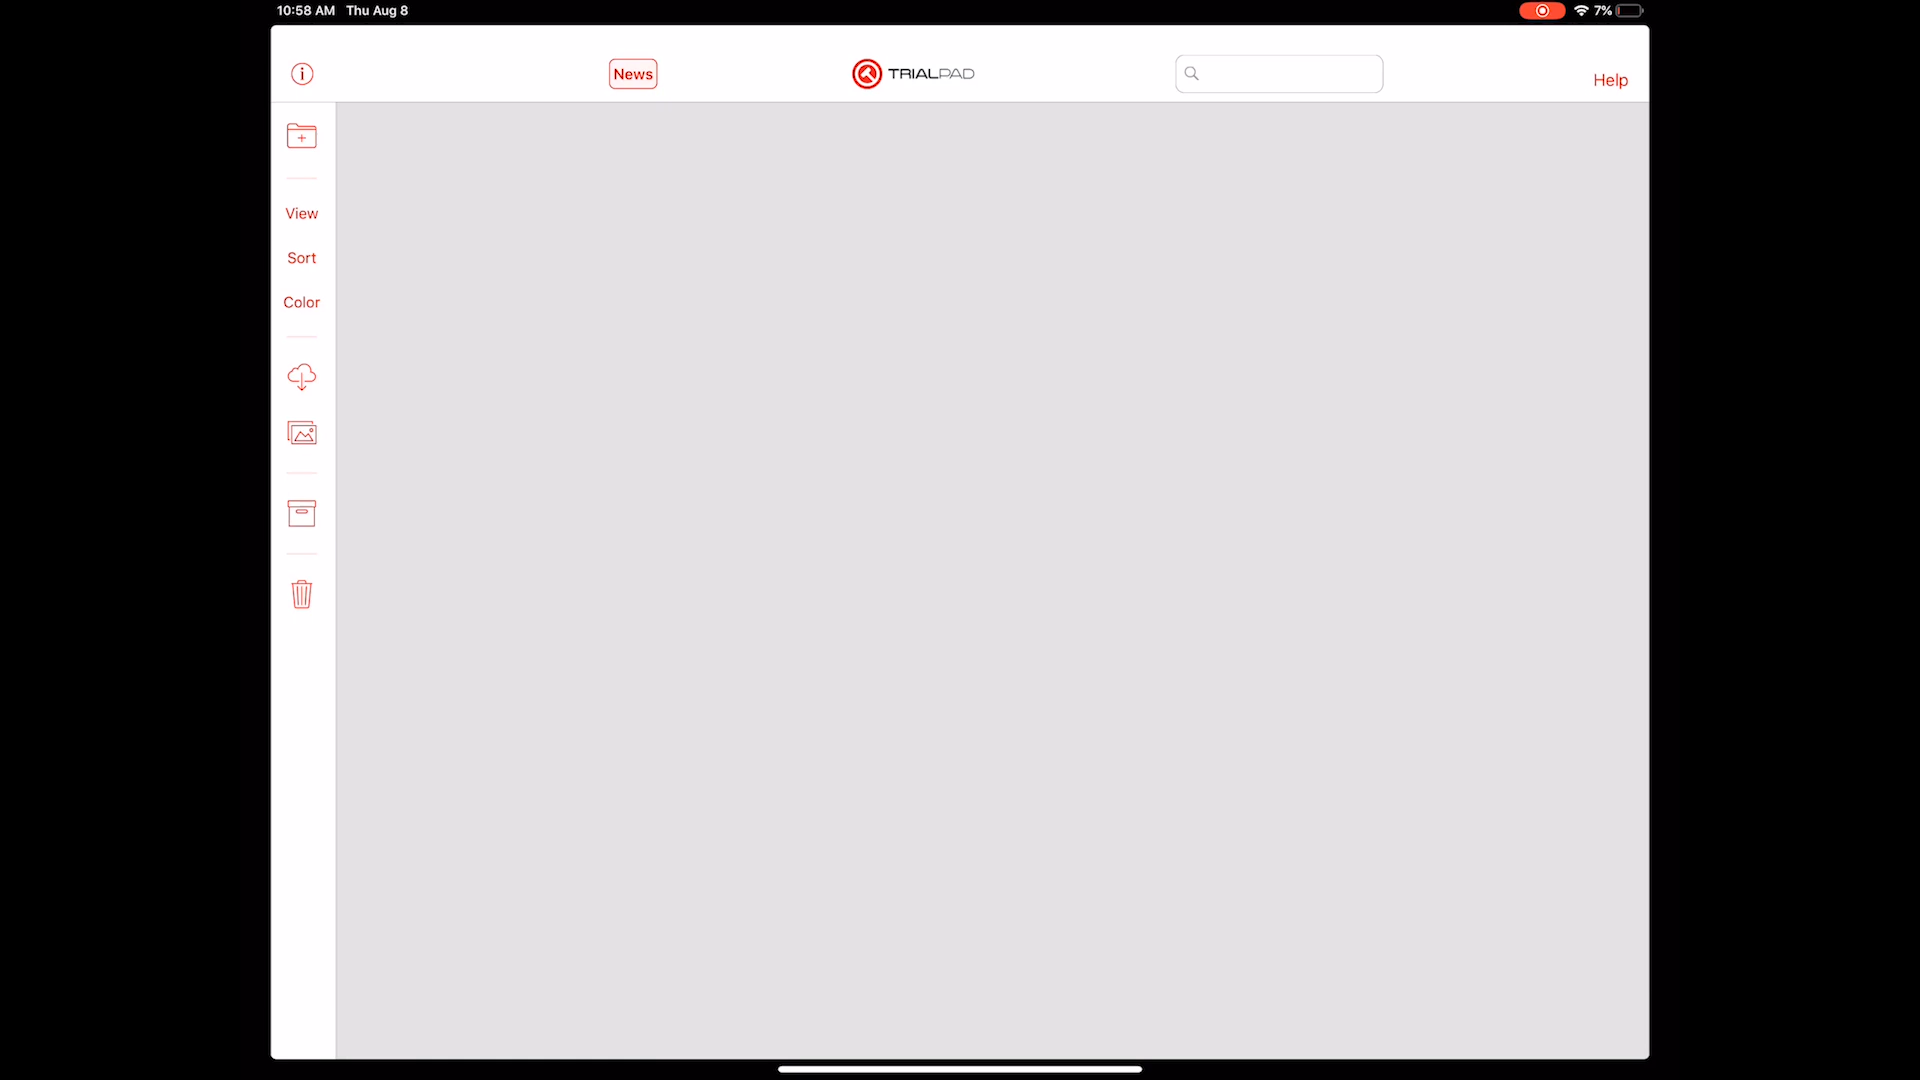 10:58 AM Thu Aug 8
7%
News
TRIALPAD
Help
View
Sort
Color